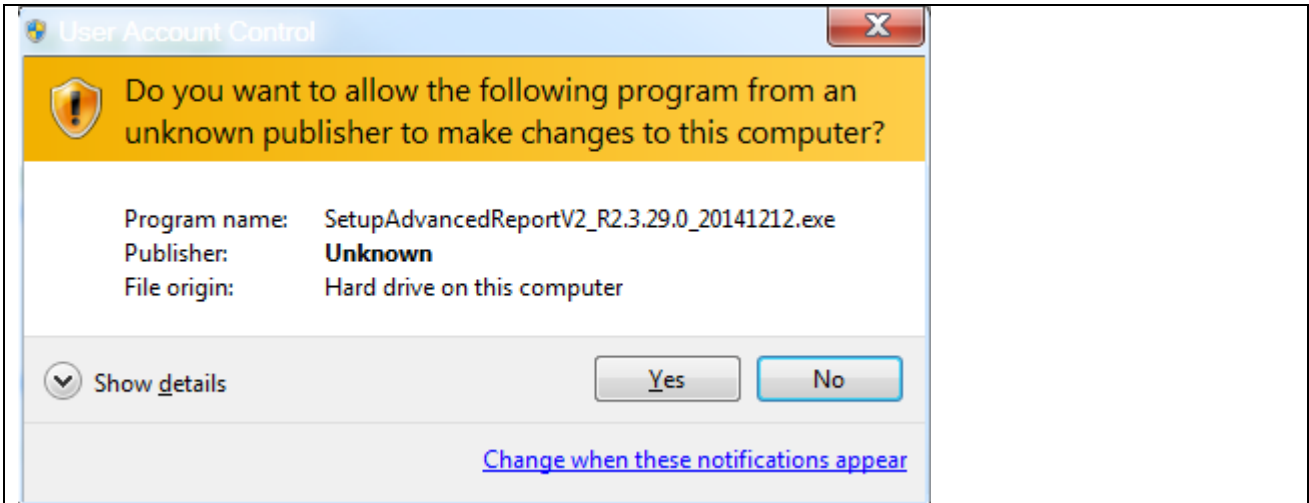 User Account Control
Do you want to allow the following program from an
unknown publisher to make changes to this computer?
Program name: SetupAdvancedReportV2_R2.3.29.0_20141212.exe
Publisher: Unknown
File origin: Hard drive on this computer
Show details Yes No
Change when these notifications appear